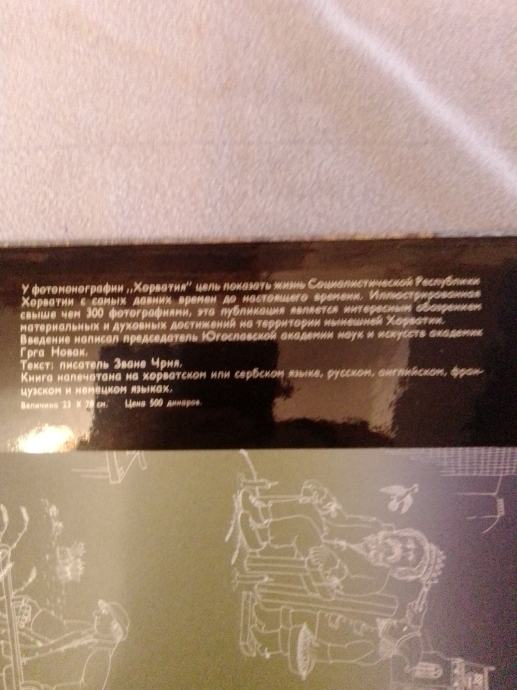 У фотомонографии ,,Хорватия" цель показать жизнь Социалистической Республики
Хорватии с самых давних времен до настоящего времени. Иллюстрированная
свыше чем 300 фотографиями, эта публикация является интересным обозрением
материальных и духовных достижений на территории нынешней Хорватии.
Введение написал председатель Югославской академии наук и искусств академик
Грга Новак.
Текст: писатель Зване Чрня.
Книга напечатана на хорватском или сербском языке, русском, английском, фран-
цузском и немецком языках.
Величина 23 X 28 см. Цена 500 динаров.